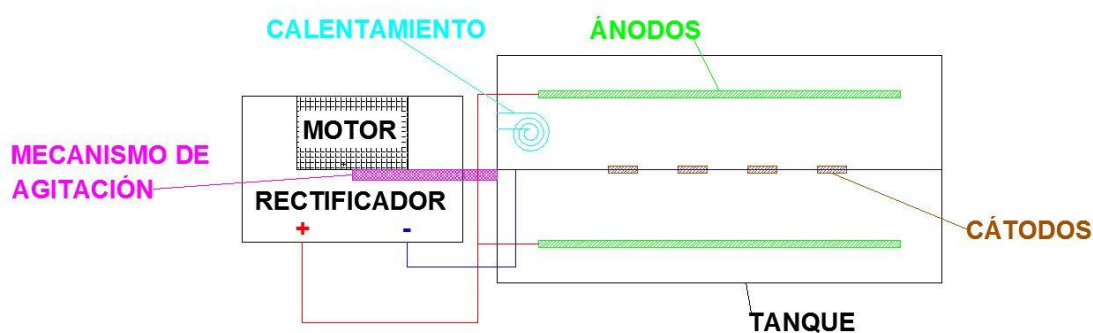 CALENTAMIENTO
ÁNODOS
MOTOR
MECANISMO DE
AGITACIÓN
RECTIFICADOR
+ -
CÁTODOS
TANQUE